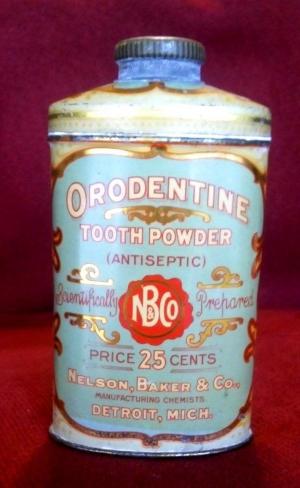 ORODENTINE
TOOTH POWDER
(ANTISEPTIC)
Scientifically NB&Co Prepared
PRICE 25 CENTS
NELSON, BAKER & CO.,
MANUFACTURING CHEMISTS.
DETROIT, MICH.